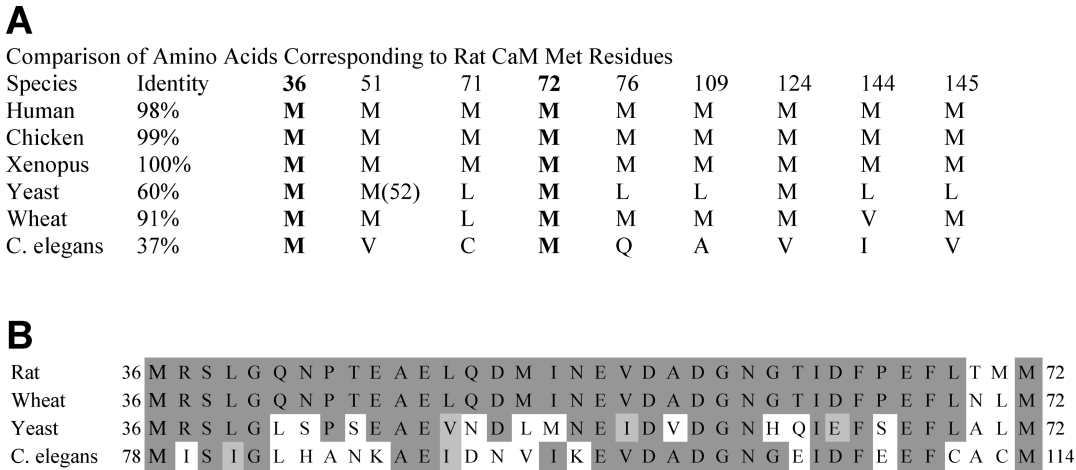 A
Comparison of Amino Acids Corresponding to Rat CaM Met Residues
Species Identity 36 51 71 72 76 109 124 144 145
Human 98% M M M M M M M M M
Chicken 99% M M M M M M M M M
Xenopus 100% M M M M M M M M M
Yeast 60% M M(52) L M L L M L L
Wheat 91% M M L M M M M V M
C. elegans 37% M V C M Q A V I V
B
Rat 36 M R S L G Q N P T E A E L Q D M I N E V D A D G N G T I D F P E F L T M M 72
Wheat 36 M R S L G Q N P T E A E L Q D M I N E V D A D G N G T I D F P E F L N L M 72
Yeast 36 M R S L G L S P S E A E V N D L M N E I D V D G N H Q I E F S E F L A L M 72
C. elegans 78 M I S I G L H A N K A E I D N V I K E V D A D G N G E I D F E E F C A C M 114